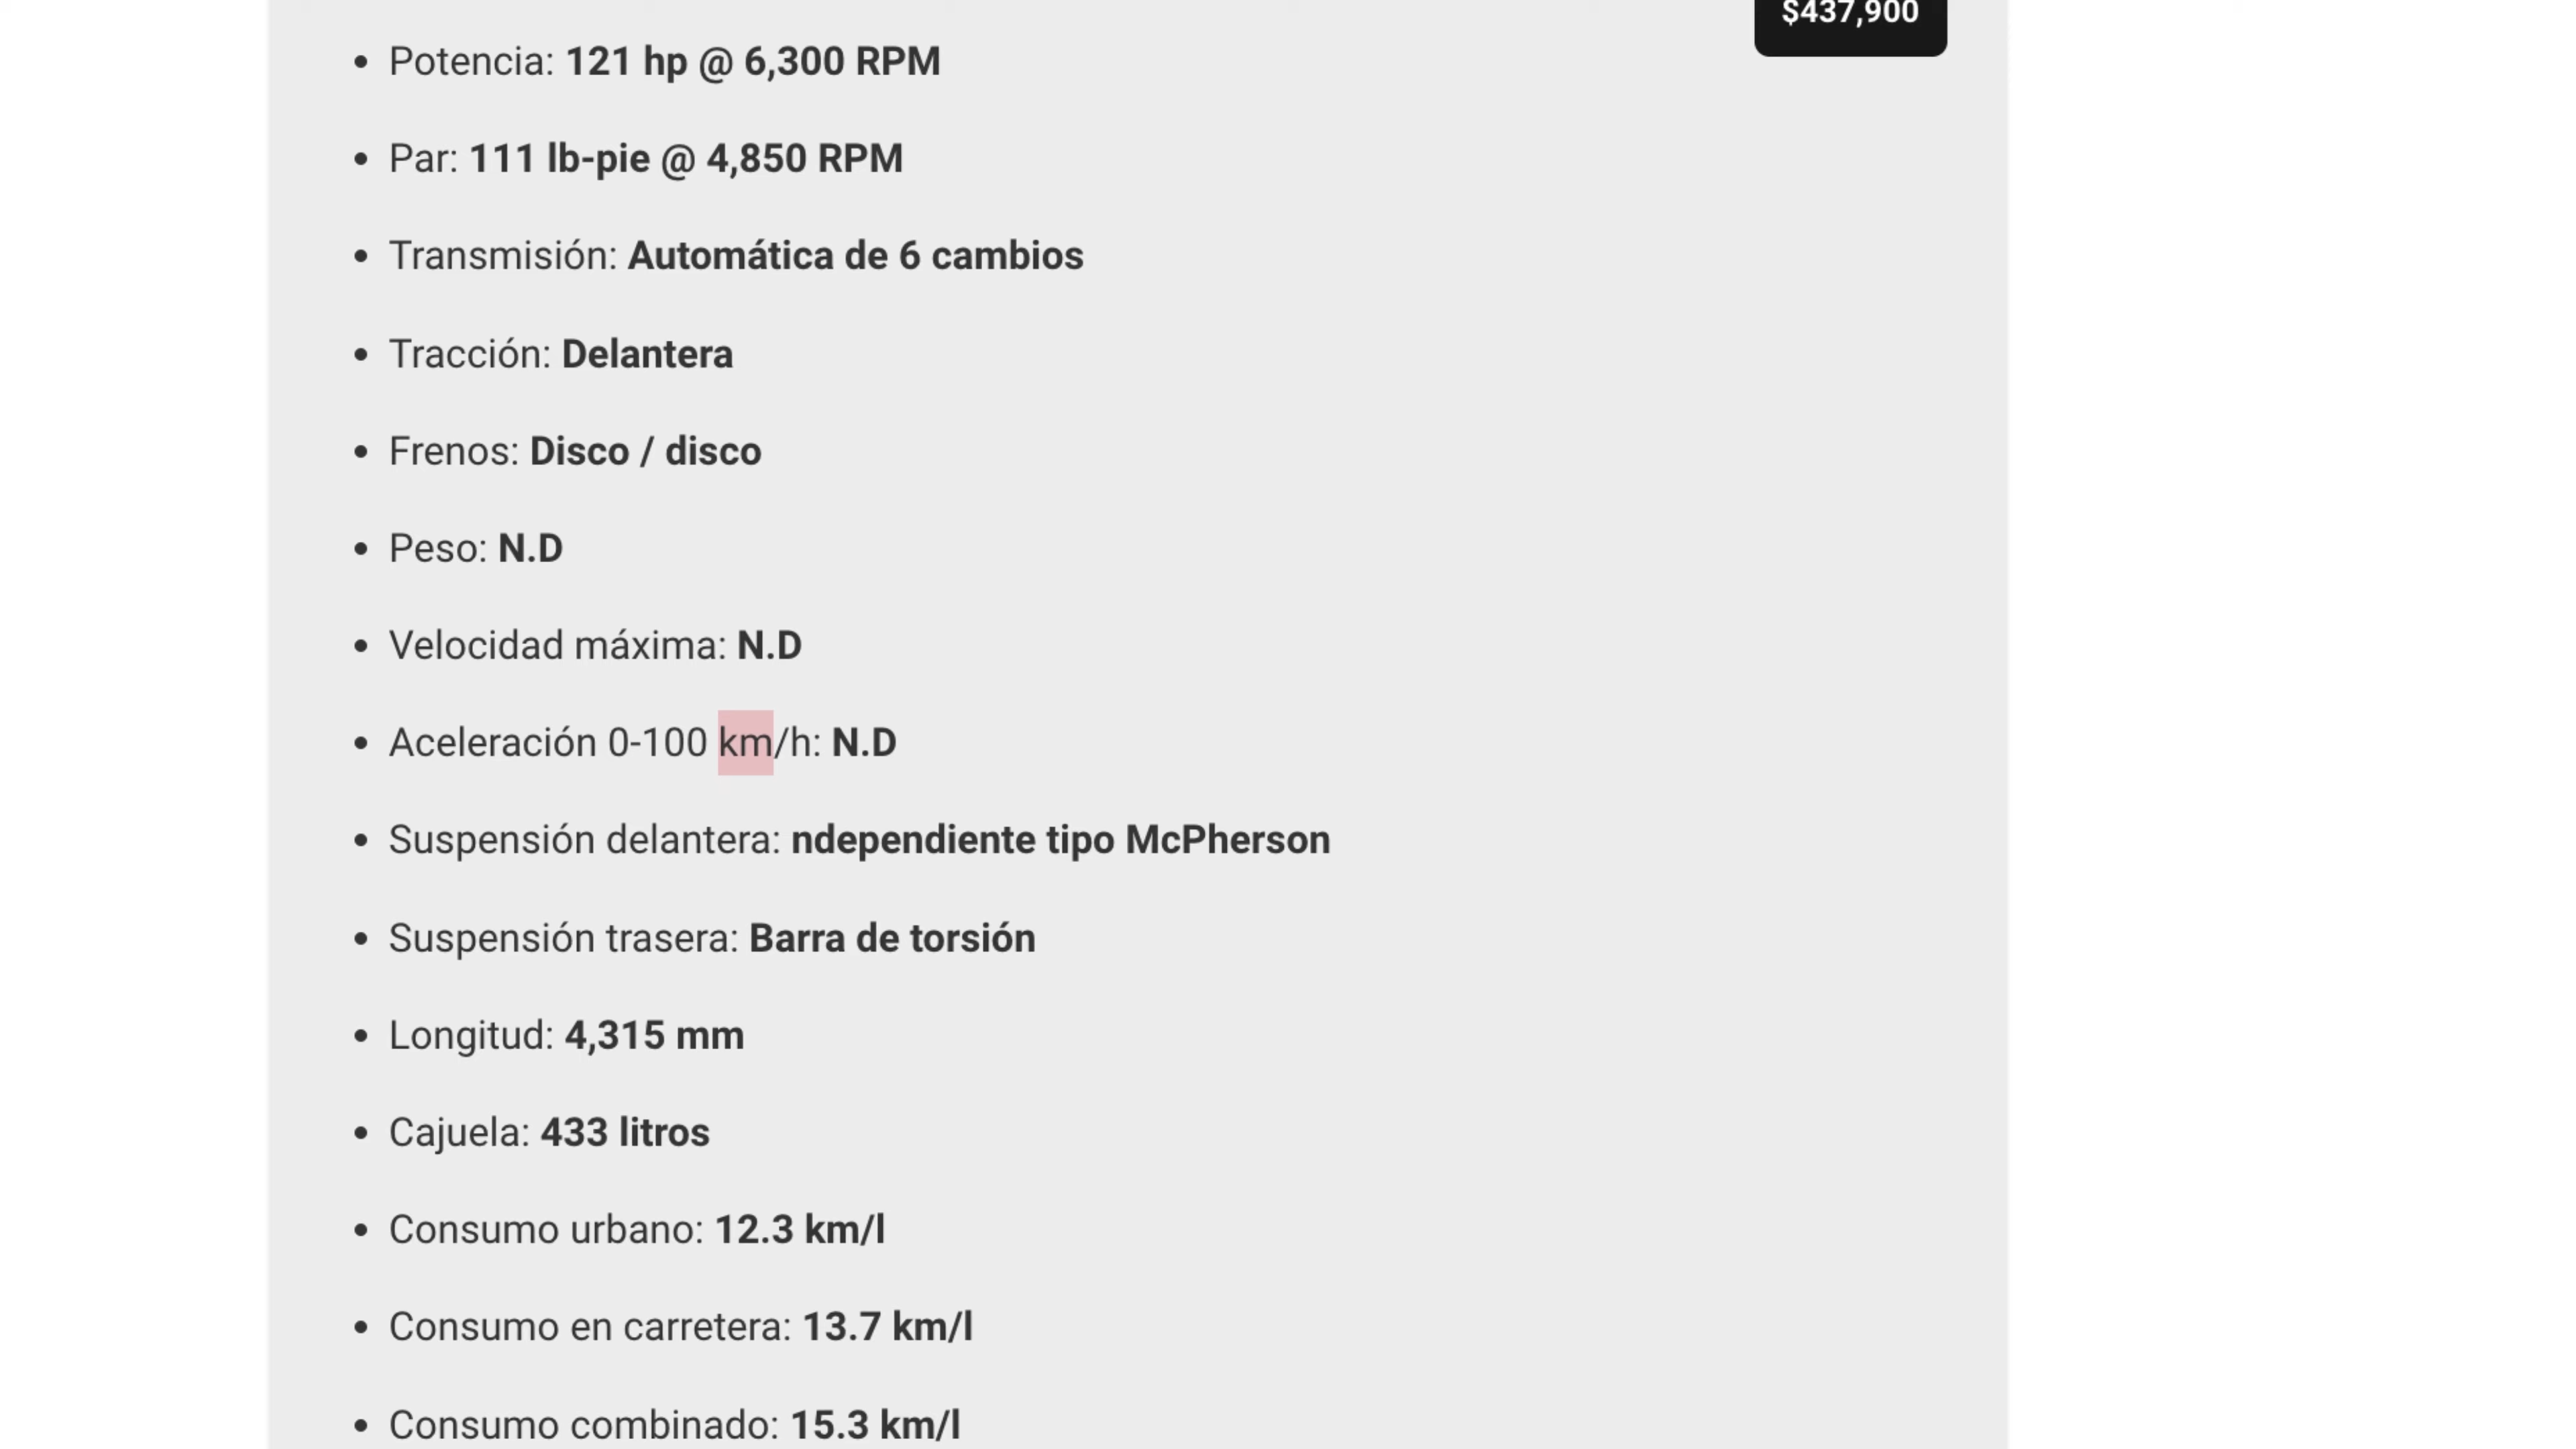 $437,900
Potencia: 121 hp @ 6,300 RPM
Par: 111 lb-pie @ 4,850 RPM
Transmisión: Automática de 6 cambios
Tracción: Delantera
Frenos: Disco / disco
Peso: N.D
Velocidad máxima: N.D
Aceleración 0-100 km/h: N.D
Suspensión delantera: ndependiente tipo McPherson
Suspensión trasera: Barra de torsión
Longitud: 4,315 mm
Cajuela: 433 litros
Consumo urbano: 12.3 km/l
Consumo en carretera: 13.7 km/l
Consumo combinado: 15.3 km/l